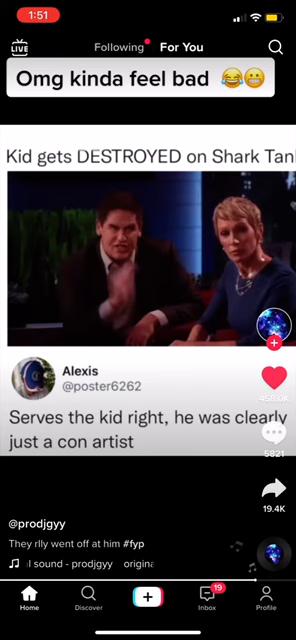 1:51
LIVE
Following For You
Omg kinda feel bad 😂😬
Kid gets DESTROYED on Shark Tan
Alexis
@poster6262
Serves the kid right, he was clearly
just a con artist
458.0K
5821
19.4K
@prodjgyy
They rlly went off at him #fyp
l sound - prodjgyy origina
19
Home
Discover
Inbox
Profile